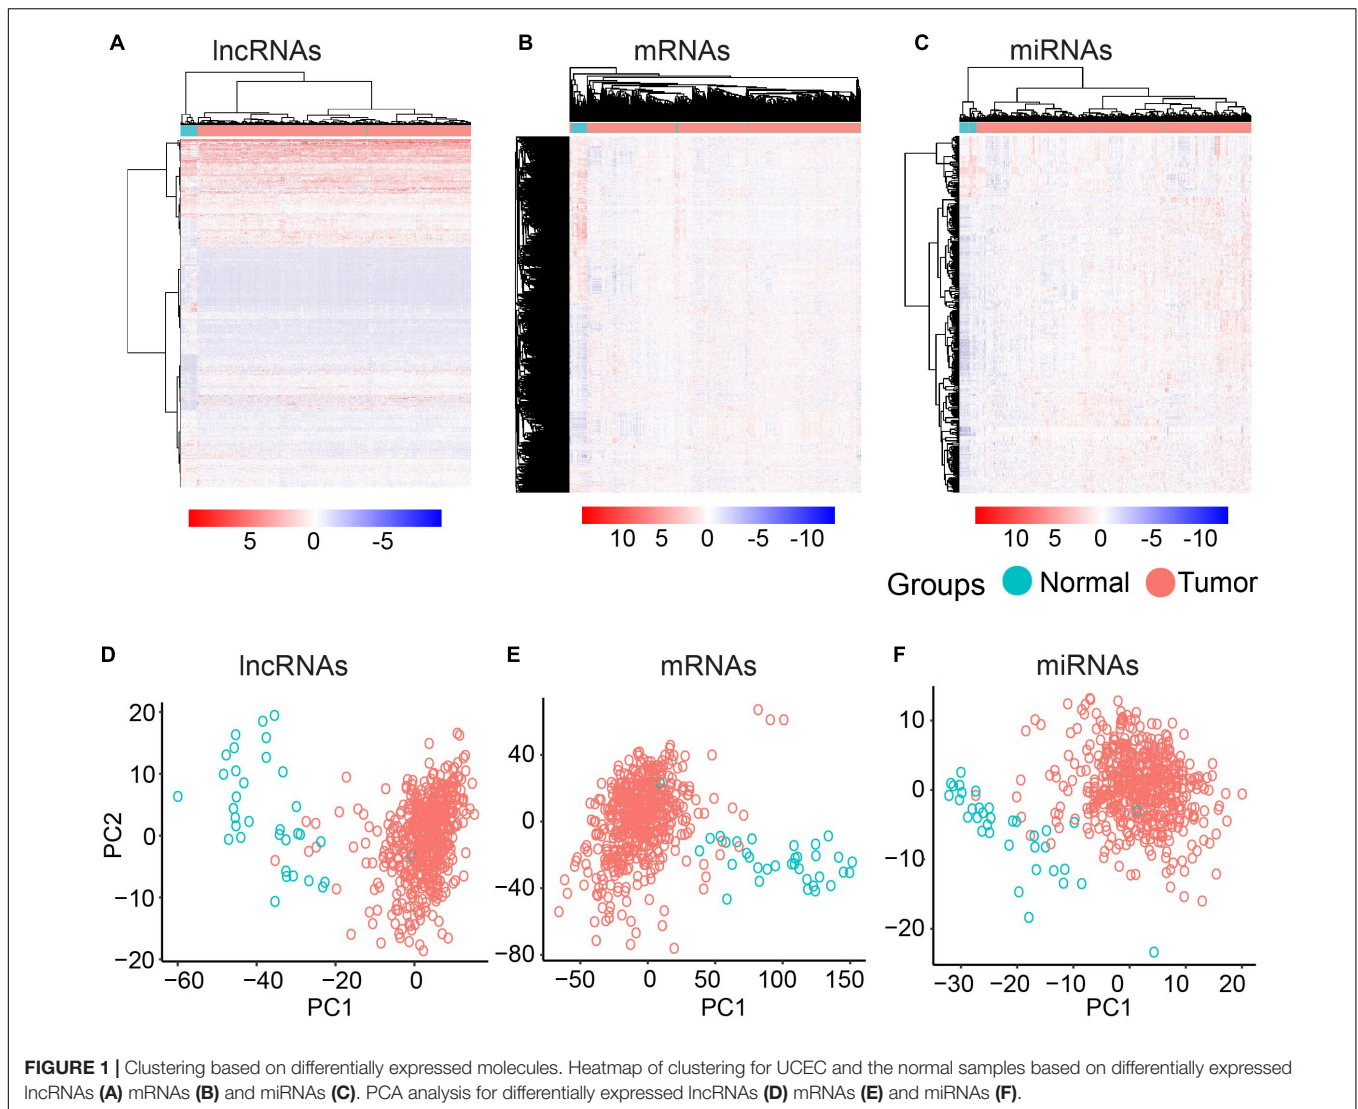 A
lncRNAs
B
mRNAs
C
miRNAs
5 0 -5
10 5 0 -5 -10
10 5 0 -5 -10
Groups Normal Tumor
D
lncRNAs
E
mRNAs
F
miRNAs
PC2
20
10
0
−10
−20
−60 −40 −20 0
PC1
40
0
−40
−80
−50 0 50 100 150
PC1
10
0
−10
−20
−30 −20 −10 0 10 20
PC1
FIGURE 1 | Clustering based on differentially expressed molecules. Heatmap of clustering for UCEC and the normal samples based on differentially expressed
lncRNAs (A) mRNAs (B) and miRNAs (C). PCA analysis for differentially expressed lncRNAs (D) mRNAs (E) and miRNAs (F).